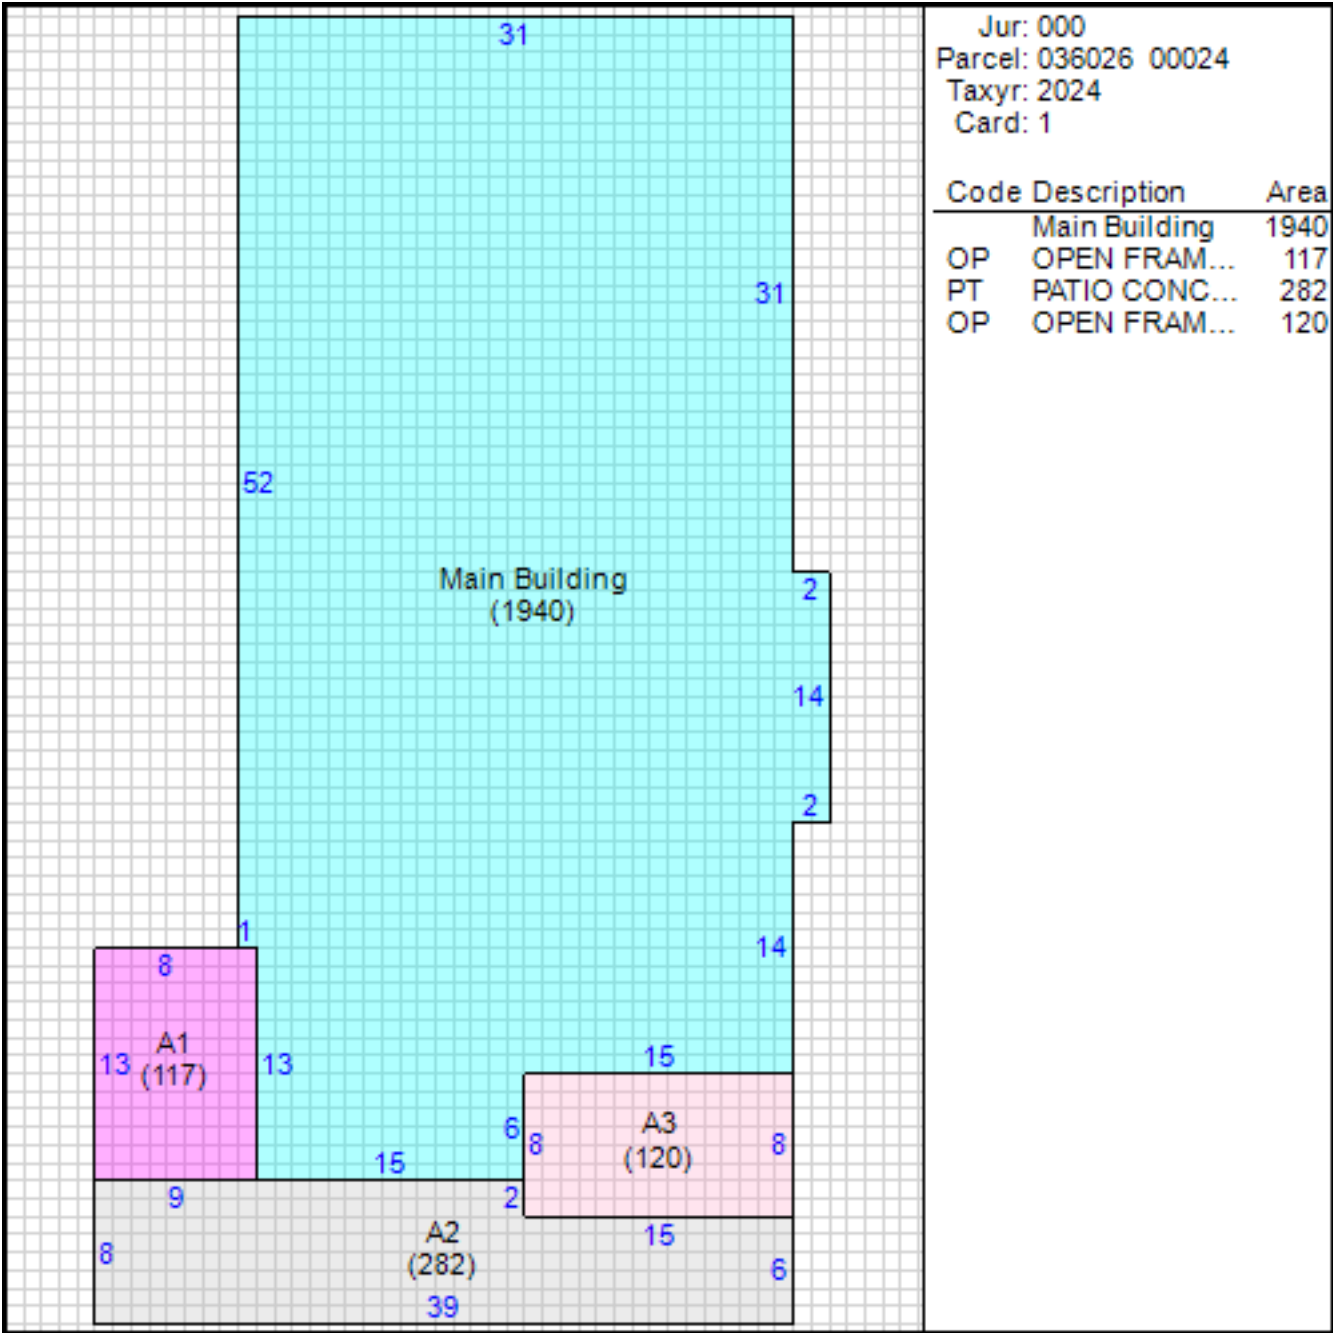 31
31
52
Main Building
(1940)
2
14
2
1
8
14
A1
13
(117)
13
15
6
A3
8
(120)
8
15
9
2
A2
(282)
15
8
6
39
Jur: 000
Parcel: 036026 00024
Taxyr: 2024
Card: 1
Code Description Area
Main Building 1940
OP OPEN FRAM... 117
PT PATIO CONC... 282
OP OPEN FRAM... 120